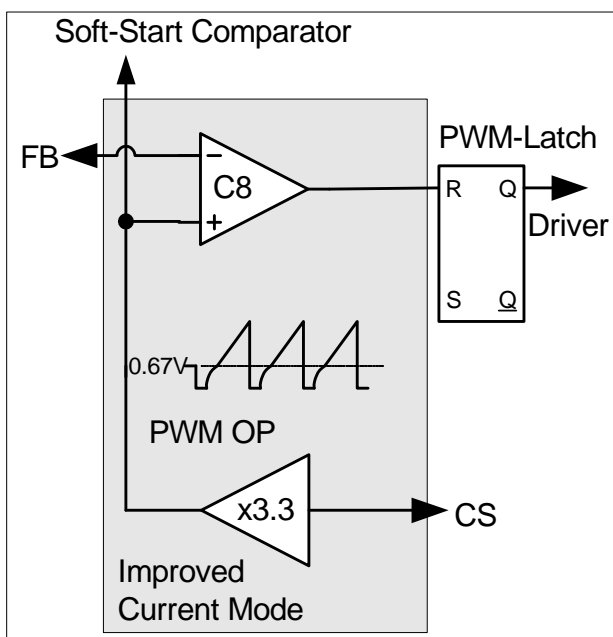 Soft-Start Comparator
FB
−
C8
+
PWM-Latch
R Q
Driver
S Q
0.67V
PWM OP
x3.3
CS
Improved
Current Mode